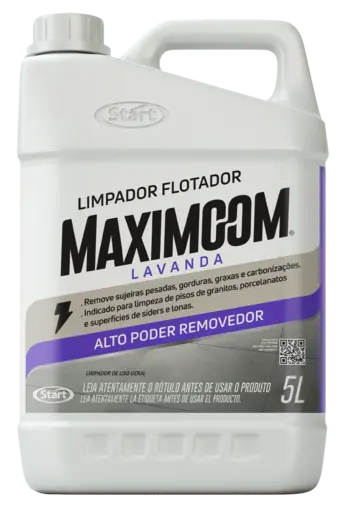 Start
LIMPADOR FLOTADOR
MAXIMOOM®
LAVANDA
. Remove sujeiras pesadas, gorduras, graxas e carbonizações.
. Indicado para limpeza de pisos de granitos, porcelanatos
e superfícies de siders e lonas.
ALTO PODER REMOVEDOR
LIMPADOR DE USO GERAL
LEIA ATENTAMENTE O RÓTULO ANTES DE USAR O PRODUTO
LEA ATENTAMENTE LA ETIQUETA ANTES DE USAR EL PRODUCTO.
Start
5L